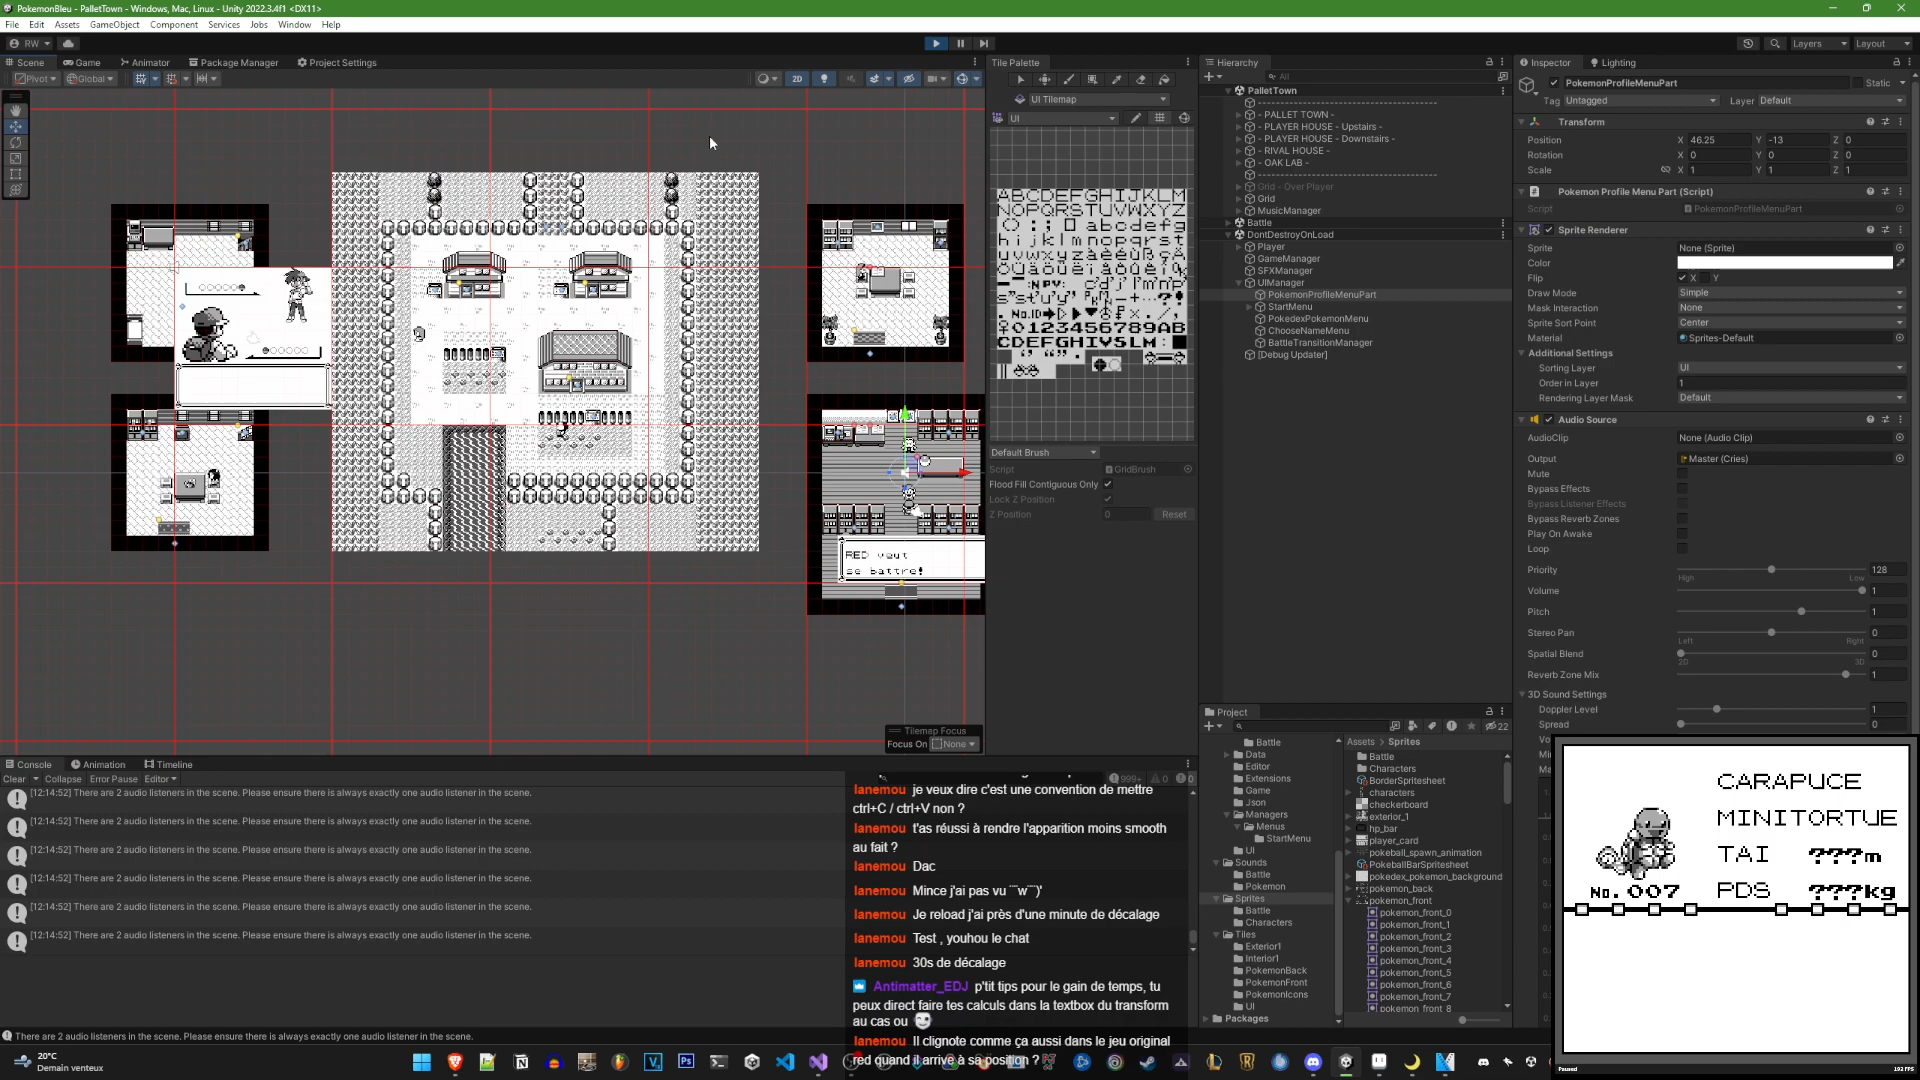 PokemonBleu - PalletTown - Windows, Mac, Linux - Unity 2022.3.4f1 <DX11>
File Edit Assets GameObject Component Services Jobs Window Help
RW Layers Layout
Scene Game Animator Package Manager Project Settings
Pivot Global 2D
Tile Palette
UI Tilemap
UI
Default Brush
Script GridBrush
Flood Fill Contiguous Only
Lock Z Position
Z Position 0 Reset
RED veut
se battre!
Tilemap Focus
Focus On None
Hierarchy
All
PalletTown
- PALLET TOWN -
- PLAYER HOUSE - Upstairs -
- PLAYER HOUSE - Downstairs -
- RIVAL HOUSE -
- OAK LAB -
Grid - Over Player
Grid
MusicManager
Battle
DontDestroyOnLoad
Player
GameManager
SFXManager
UIManager
PokemonProfileMenuPart
StartMenu
PokedexPokemonMenu
ChooseNameMenu
BattleTransitionManager
[Debug Updater]
Inspector Lighting
PokemonProfileMenuPart Static
Tag Untagged Layer Default
Transform
Position X 46.25 Y -13 Z 0
Rotation X 0 Y 0 Z 0
Scale X 1 Y 1 Z 1
Pokemon Profile Menu Part (Script)
Script PokemonProfileMenuPart
Sprite Renderer
Sprite None (Sprite)
Color
Flip X Y
Draw Mode Simple
Mask Interaction None
Sprite Sort Point Center
Material Sprites-Default
Additional Settings
Sorting Layer UI
Order in Layer 1
Rendering Layer Mask Default
Audio Source
AudioClip None (Audio Clip)
Output Master (Cries)
Mute
Bypass Effects
Bypass Listener Effects
Bypass Reverb Zones
Play On Awake
Loop
Priority 128
High Low
Volume 1
Pitch 1
Stereo Pan 0
Left Right
Spatial Blend 0
2D 3D
Reverb Zone Mix 1
3D Sound Settings
Doppler Level 1
Spread 0
Project
22
Battle
Data
Editor
Extensions
Game
Json
Managers
Menus
StartMenu
UI
Sounds
Battle
Pokemon
Sprites
Battle
Characters
Tiles
Exterior1
Interior1
PokemonBack
PokemonFront
PokemonIcons
UI
Packages
Assets > Sprites
Battle
Characters
BorderSpritesheet
characters
checkerboard
exterior_1
hp_bar
player_card
pokeball_spawn_animation
PokeballBarSpritesheet
pokedex_pokemon_background
pokemon_back
pokemon_front
pokemon_front_0
pokemon_front_1
pokemon_front_2
pokemon_front_3
pokemon_front_4
pokemon_front_5
pokemon_front_6
pokemon_front_7
pokemon_front_8
Console Animation Timeline
Clear Collapse Error Pause Editor 999+ 0 0
[12:14:52] There are 2 audio listeners in the scene. Please ensure there is always exactly one audio listener in the scene.
[12:14:52] There are 2 audio listeners in the scene. Please ensure there is always exactly one audio listener in the scene.
[12:14:52] There are 2 audio listeners in the scene. Please ensure there is always exactly one audio listener in the scene.
[12:14:52] There are 2 audio listeners in the scene. Please ensure there is always exactly one audio listener in the scene.
[12:14:52] There are 2 audio listeners in the scene. Please ensure there is always exactly one audio listener in the scene.
[12:14:52] There are 2 audio listeners in the scene. Please ensure there is always exactly one audio listener in the scene.
There are 2 audio listeners in the scene. Please ensure there is always exactly one audio listener in the scene.
lanemou je veux dire c'est une convention de mettre
ctrl+C / ctrl+V non ?
lanemou t'as réussi à rendre l'apparition moins smooth
au fait ?
lanemou Dac
lanemou Mince j'ai pas vu ¨¨w¨¨)'
lanemou Je reload j'ai près d'une minute de décalage
lanemou Test , youhou le chat
lanemou 30s de décalage
Antimatter_EDJ p'tit tips pour le gain de temps, tu
peux direct faire tes calculs dans la textbox du transform
au cas ou
lanemou Il clignote comme ça aussi dans le jeu original
red quand il arrive à sa position ?
CARAPUCE
MINITORTUE
TAI ???m
No. 007 PDS ???kg
Paused 192 FPS
20°C
Demain venteux